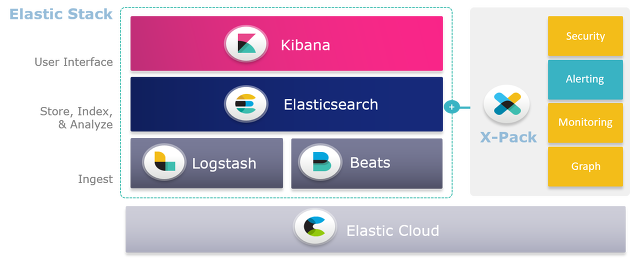 Elastic Stack
User Interface
Kibana
Store, Index,
& Analyze
Elasticsearch
Ingest
Logstash
Beats
Elastic Cloud
+
X-Pack
Security
Alerting
Monitoring
Graph